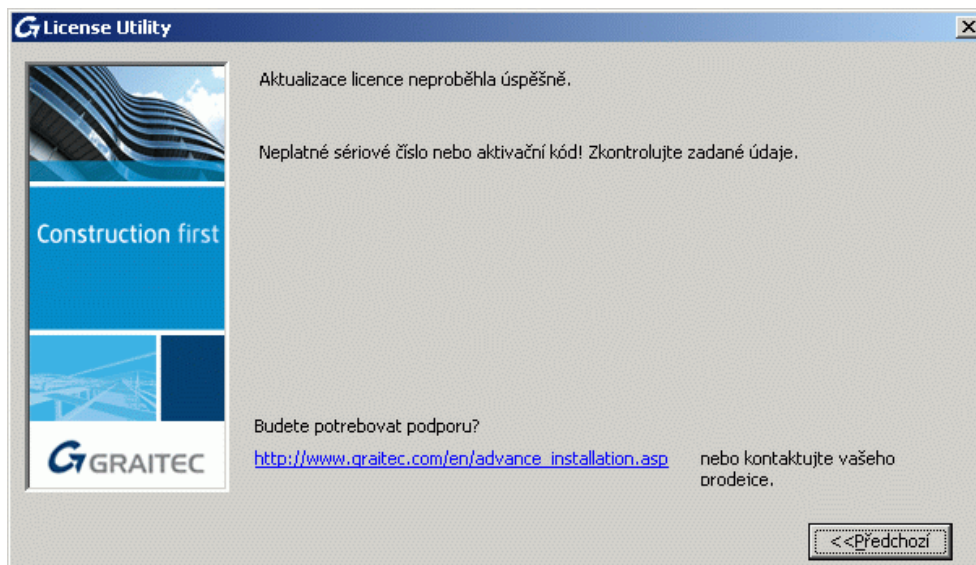 License Utility
Aktualizace licence neproběhla úspěšně.
Neplatné sériové číslo nebo aktivační kód! Zkontrolujte zadané údaje.
Construction first
GRAITEC
Budete potrebovat podporu?
http://www.graitec.com/en/advance_installation.asp
nebo kontaktujte vašeho
prodejce.
<<Předchozí